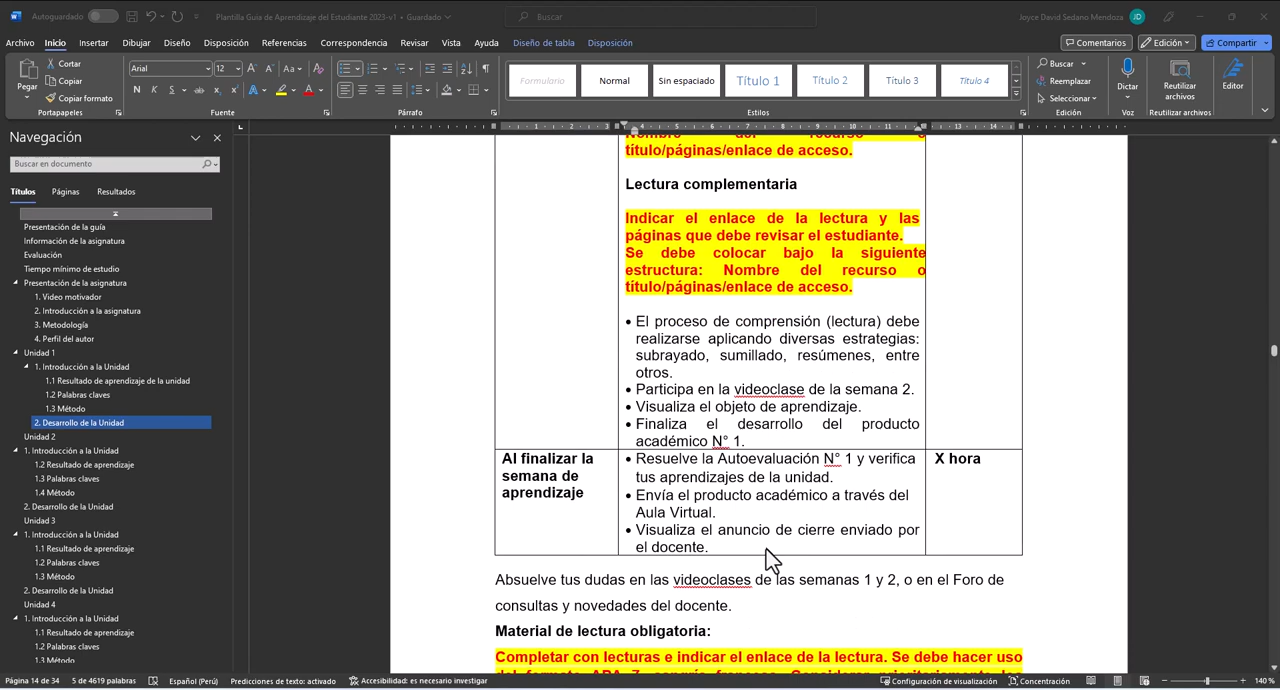 Autoguardado
Plantilla Guia de Aprendizaje del Estudiante 2023-v1 • Guardado
Buscar
Joyce David Sedano Mendoza
JD
Archivo Inicio Insertar Dibujar Diseño Disposición Referencias Correspondencia Revisar Vista Ayuda Diseño de tabla Disposición
Comentarios Edición Compartir
Pegar
Cortar
Copiar
Copiar formato
Arial 12
N K S
Formulario Normal Sin espaciado Título 1 Título 2 Título 3 Título 4
Buscar
Reemplazar
Seleccionar
Dictar
Reutilizar archivos
Editor
Portapapeles Fuente Párrafo Estilos Edición Voz Reutilizar archivos
Navegación
Buscar en documento
Títulos Páginas Resultados
Presentación de la guía
Información de la asignatura
Evaluación
Tiempo mínimo de estudio
Presentación de la asignatura
1. Video motivador
2. Introducción a la asignatura
3. Metodología
4. Perfil del autor
Unidad 1
1. Introducción a la Unidad
1.1 Resultado de aprendizaje de la unidad
1.2 Palabras claves
1.3 Método
2. Desarrollo de la Unidad
Unidad 2
1. Introducción a la Unidad
1.2 Resultado de aprendizaje
1.3 Palabras claves
1.4 Método
2. Desarrollo de la Unidad
Unidad 3
1. Introducción a la Unidad
1.1 Resultado de aprendizaje
1.2 Palabras claves
1.3 Método
2. Desarrollo de la Unidad
Unidad 4
1. Introducción a la Unidad
1.1 Resultado de aprendizaje
1.2 Palabras claves
1.3 Método
Nombre del recurso o
título/páginas/enlace de acceso.
Lectura complementaria
Indicar el enlace de la lectura y las
páginas que debe revisar el estudiante.
Se debe colocar bajo la siguiente
estructura: Nombre del recurso o
título/páginas/enlace de acceso.
• El proceso de comprensión (lectura) debe
realizarse aplicando diversas estrategias:
subrayado, sumillado, resúmenes, entre
otros.
• Participa en la videoclase de la semana 2.
• Visualiza el objeto de aprendizaje.
• Finaliza el desarrollo del producto
académico N° 1.
Al finalizar la
semana de
aprendizaje
• Resuelve la Autoevaluación N° 1 y verifica
tus aprendizajes de la unidad.
• Envía el producto académico a través del
Aula Virtual.
• Visualiza el anuncio de cierre enviado por
el docente.
X hora
Absuelve tus dudas en las videoclases de las semanas 1 y 2, o en el Foro de
consultas y novedades del docente.
Material de lectura obligatoria:
Completar con lecturas e indicar el enlace de la lectura. Se debe hacer uso
Página 14 de 34 5 de 4619 palabras Español (Perú) Predicciones de texto: activado Accesibilidad: es necesario investigar Configuración de visualización Concentración 140 %